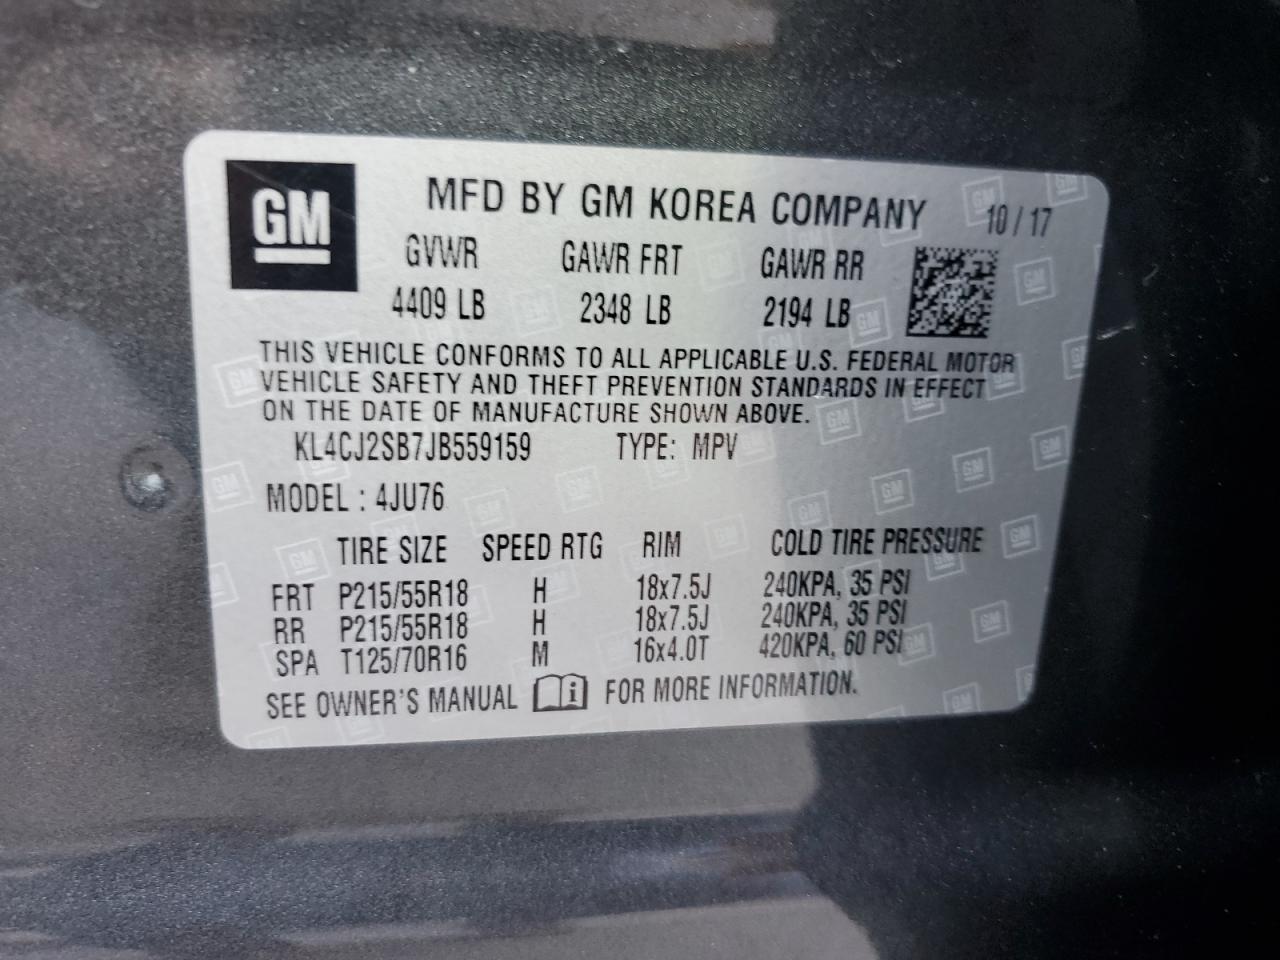 GM
MFD BY GM KOREA COMPANY 10/17
GVWR GAWR FRT GAWR RR
4409 LB 2348 LB 2194 LB
THIS VEHICLE CONFORMS TO ALL APPLICABLE U.S. FEDERAL MOTOR
VEHICLE SAFETY AND THEFT PREVENTION STANDARDS IN EFFECT
ON THE DATE OF MANUFACTURE SHOWN ABOVE.
KL4CJ2SB7JB559159 TYPE: MPV
MODEL : 4JU76
TIRE SIZE SPEED RTG RIM COLD TIRE PRESSURE
FRT P215/55R18 H 18x7.5J 240KPA, 35 PSI
RR P215/55R18 H 18x7.5J 240KPA, 35 PSI
SPA T125/70R16 M 16x4.0T 420KPA, 60 PSI
SEE OWNER'S MANUAL i FOR MORE INFORMATION.